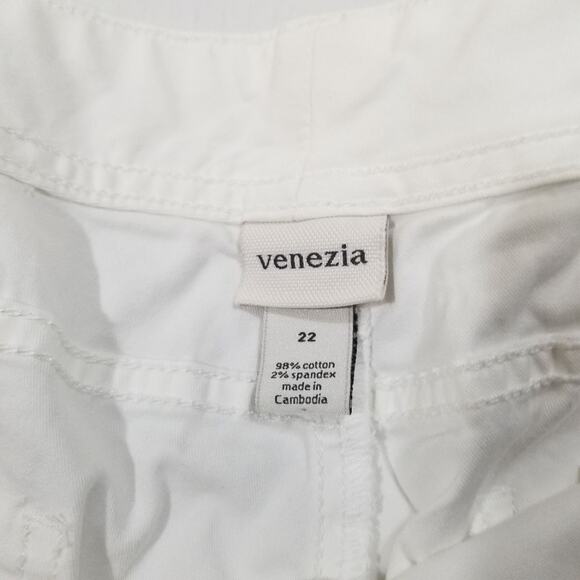 venezia
22
98% cotton
2% spandex
made in
Cambodia